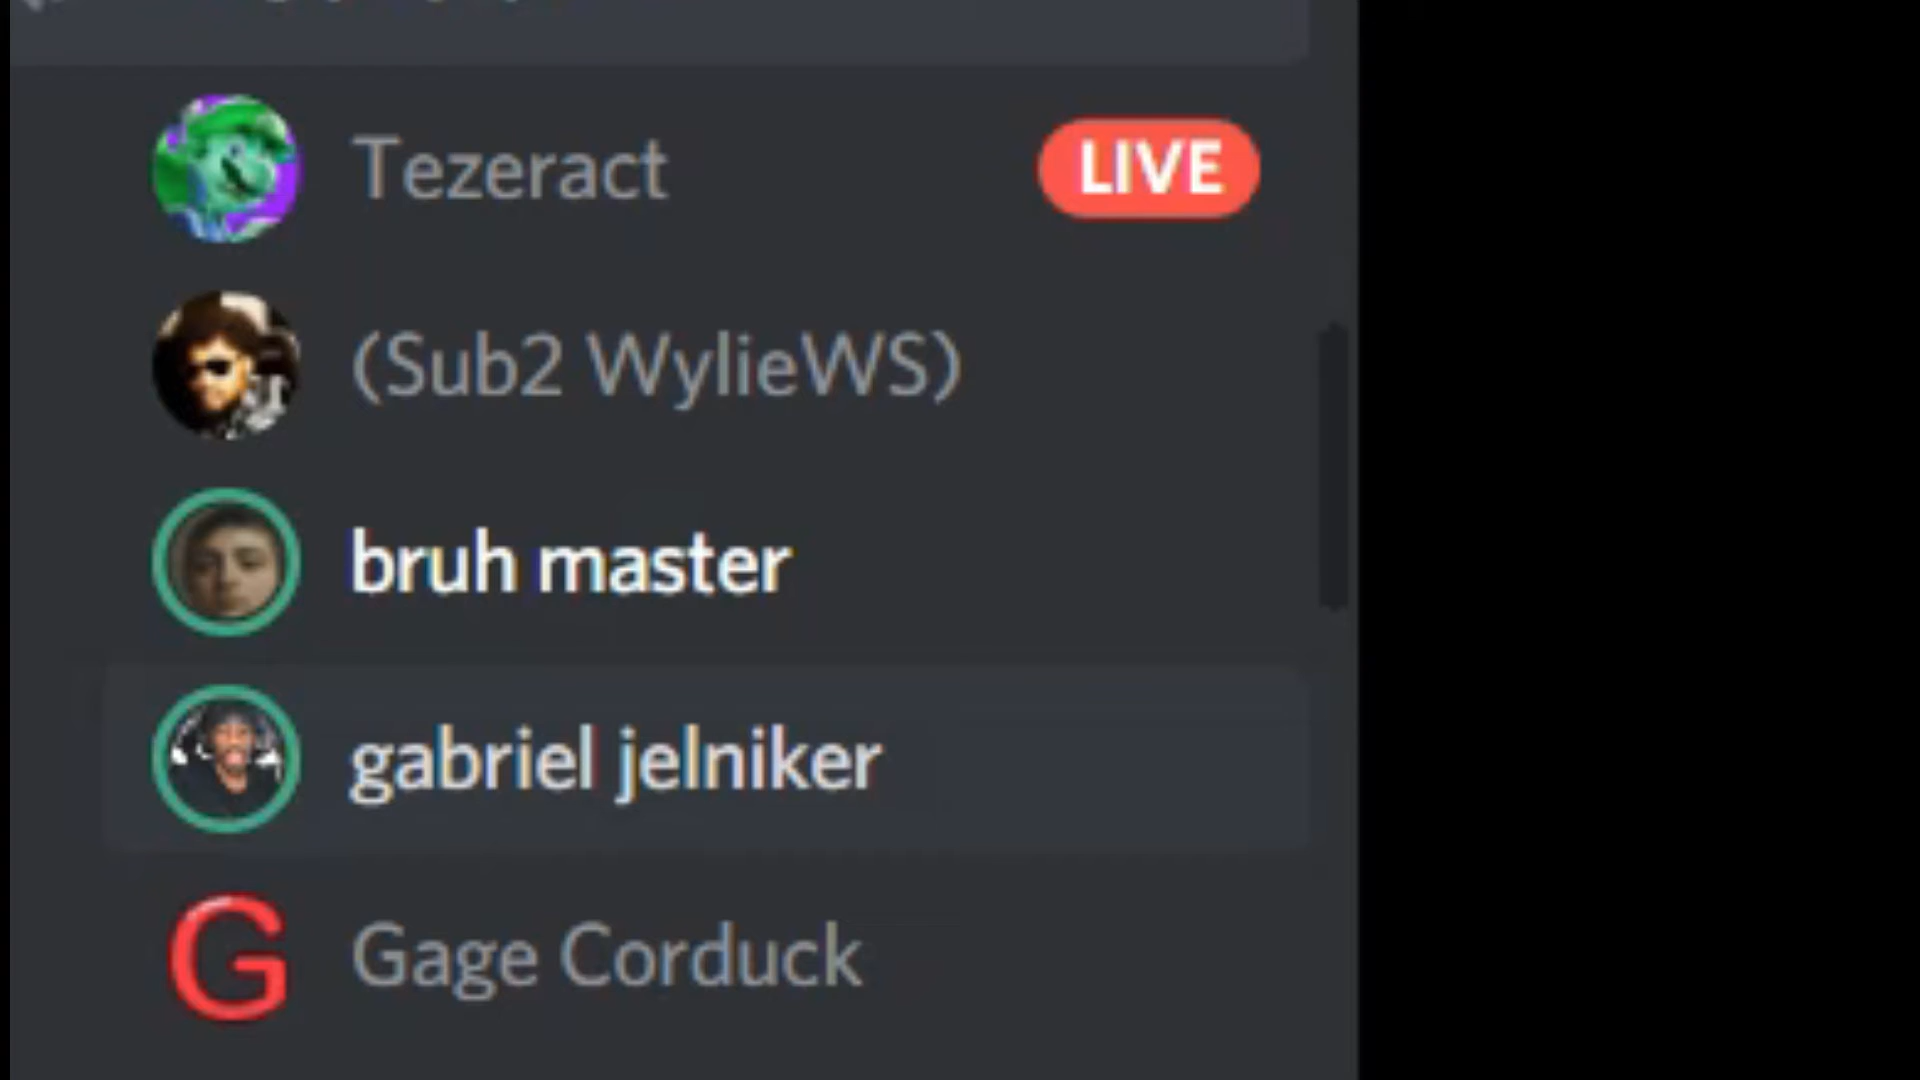 Tezeract LIVE
(Sub2 WylieWS)
bruh master
gabriel jelniker
G Gage Corduck